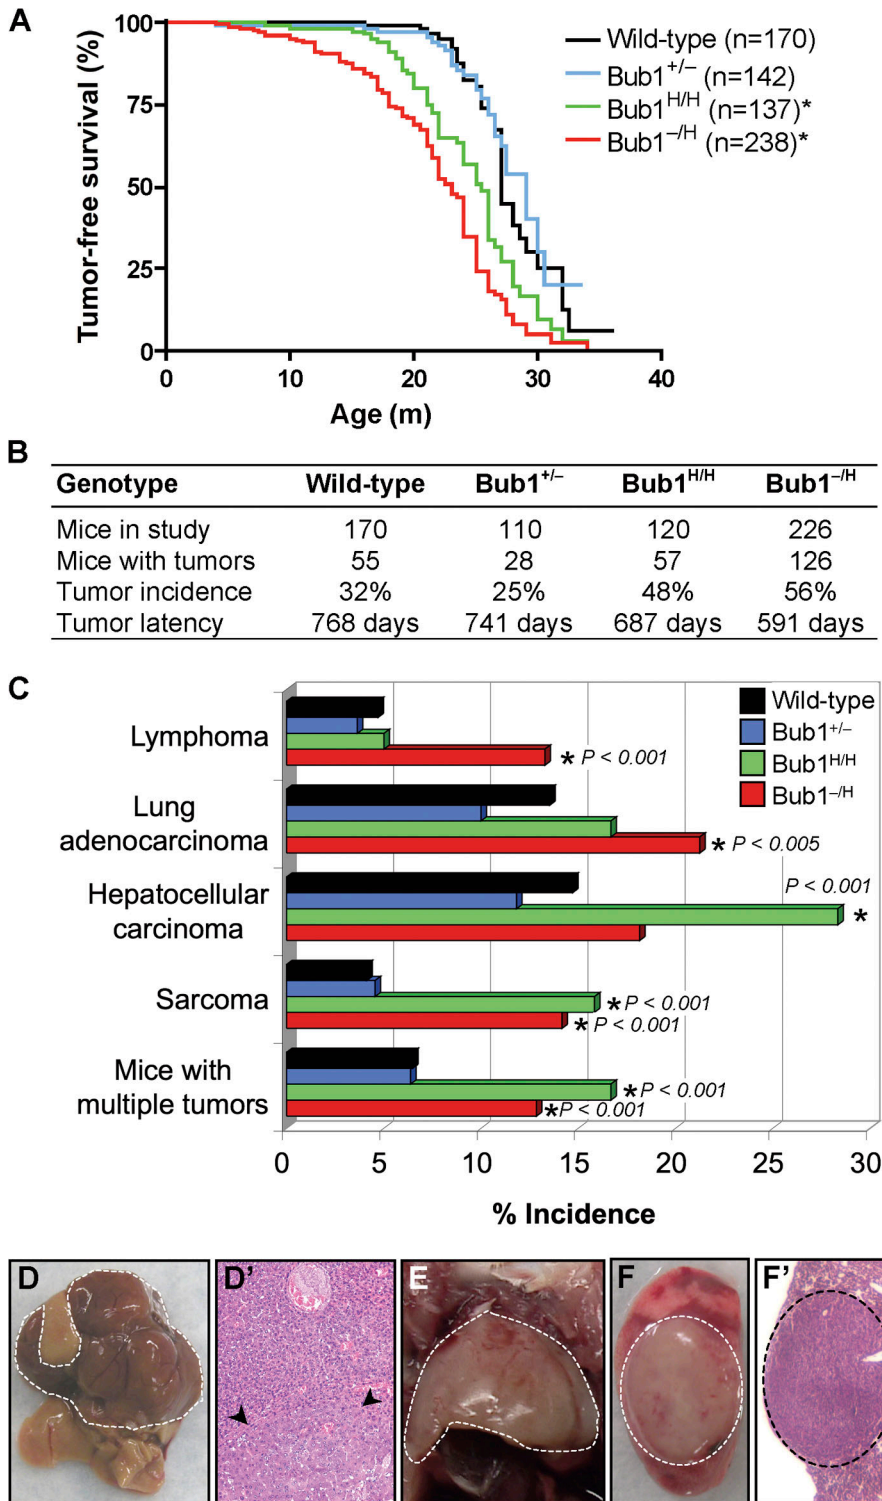 A
Tumor-free survival (%)
100
75
50
25
0
0 10 20 30 40
Age (m)
Wild-type (n=170)
Bub1+/– (n=142)
Bub1H/H (n=137)*
Bub1–/H (n=238)*
B
Genotype Wild-type Bub1+/– Bub1H/H Bub1–/H
Mice in study 170 110 120 226
Mice with tumors 55 28 57 126
Tumor incidence 32% 25% 48% 56%
Tumor latency 768 days 741 days 687 days 591 days
C
Wild-type
Bub1+/–
Bub1H/H
Bub1–/H
Lymphoma
* P < 0.001
Lung
adenocarcinoma
* P < 0.005
Hepatocellular
carcinoma
P < 0.001
*
Sarcoma
* P < 0.001
* P < 0.001
Mice with
multiple tumors
* P < 0.001
*P < 0.001
0 5 10 15 20 25 30
% Incidence
D D' E F F'